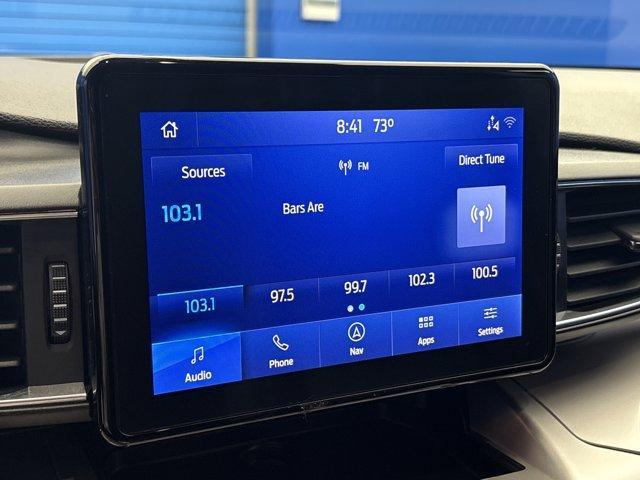 8:41 73º
Sources
FM
Direct Tune
103.1
Bars Are
103.1 97.5 99.7 102.3 100.5
Audio Phone Nav Apps Settings